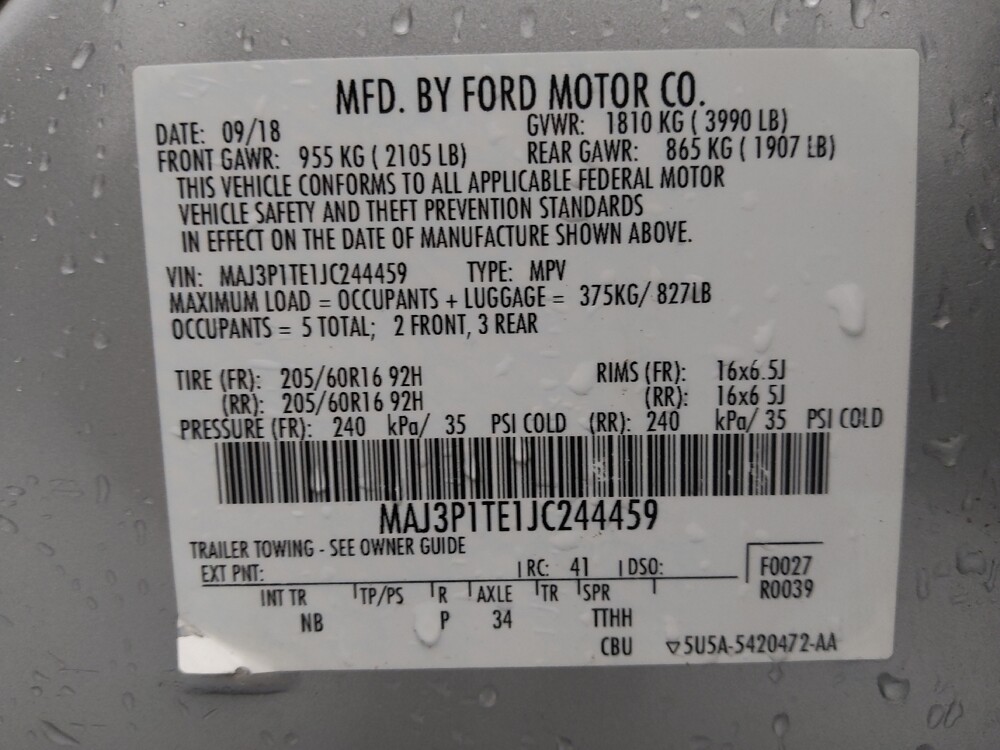 MFD. BY FORD MOTOR CO.
DATE: 09/18 GVWR: 1810 KG ( 3990 LB)
FRONT GAWR: 955 KG ( 2105 LB) REAR GAWR: 865 KG ( 1907 LB)
THIS VEHICLE CONFORMS TO ALL APPLICABLE FEDERAL MOTOR
VEHICLE SAFETY AND THEFT PREVENTION STANDARDS
IN EFFECT ON THE DATE OF MANUFACTURE SHOWN ABOVE.
VIN: MAJ3P1TE1JC244459 TYPE: MPV
MAXIMUM LOAD = OCCUPANTS + LUGGAGE = 375KG/ 827LB
OCCUPANTS = 5 TOTAL; 2 FRONT, 3 REAR
TIRE (FR): 205/60R16 92H RIMS (FR): 16x6.5J
(RR): 205/60R16 92H (RR): 16x6 5J
PRESSURE (FR): 240 kPa/ 35 PSI COLD (RR): 240 kPa/ 35 PSI COLD
MAJ3P1TE1JC244459
TRAILER TOWING - SEE OWNER GUIDE
EXT PNT: RC: 41 DSO: F0027
R0039
INT TR TP/PS R AXLE TR SPR
NB P 34 TTHH
CBU ▽5U5A-5420472-AA